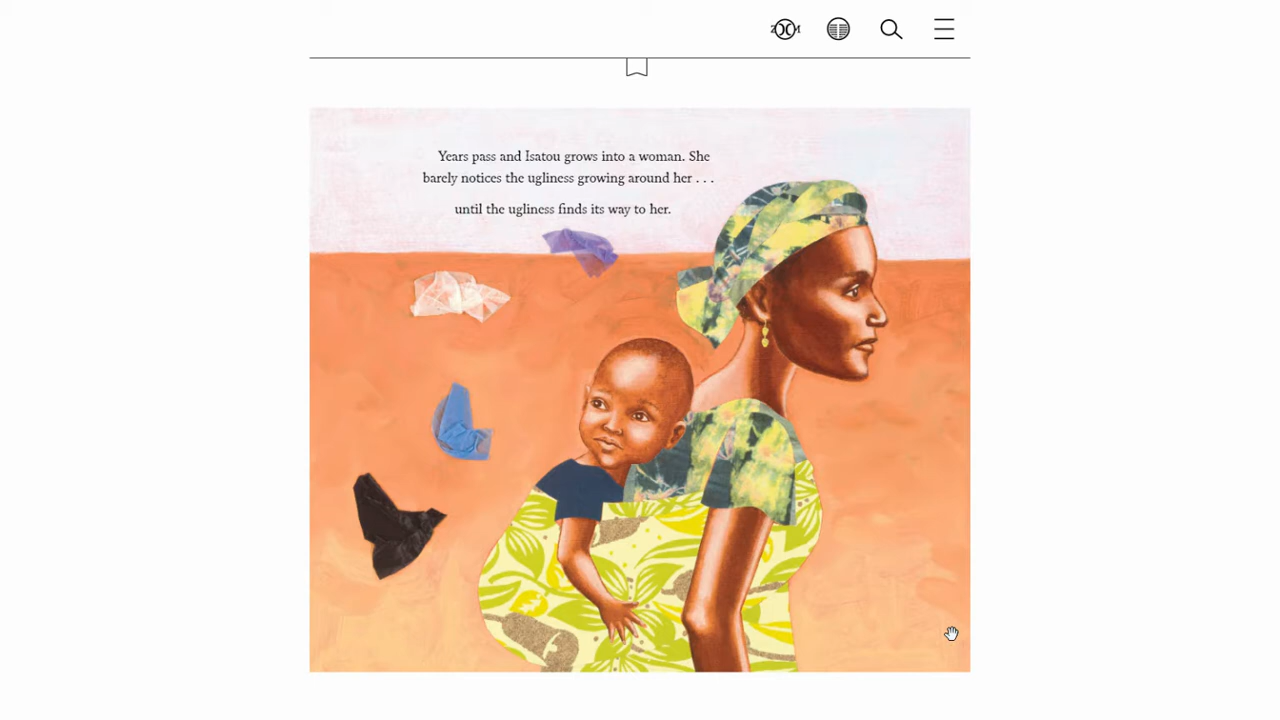 Years pass and Isatou grows into a woman. She
barely notices the ugliness growing around her . . .
until the ugliness finds its way to her.